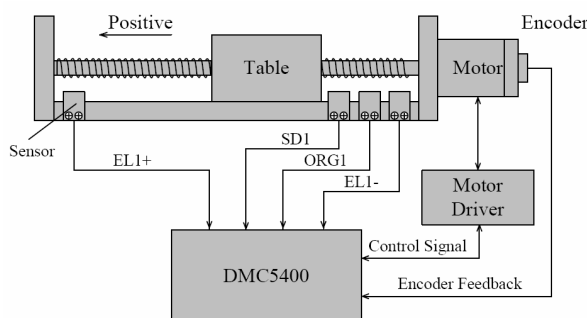 Positive
Encoder
Table
Motor
Sensor
SD1
EL1+
ORG1
EL1-
Motor
Driver
Control Signal
DMC5400
Encoder Feedback